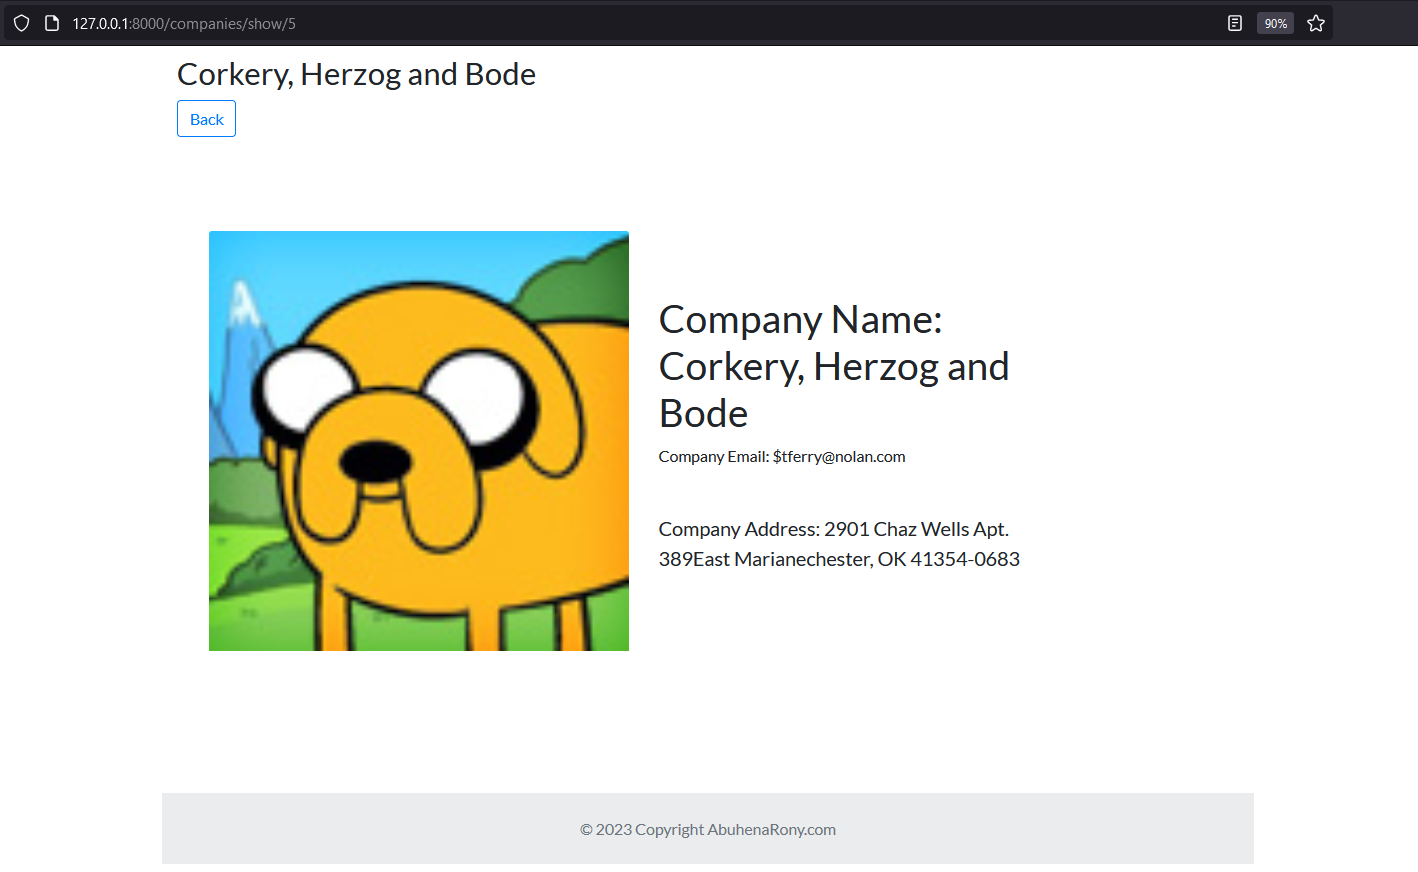 127.0.0.1:8000/companies/show/5
90%
Corkery, Herzog and Bode
Back
Company Name:
Corkery, Herzog and
Bode
Company Email: $tferry@nolan.com
Company Address: 2901 Chaz Wells Apt.
389East Marianechester, OK 41354-0683
© 2023 Copyright AbuhenaRony.com